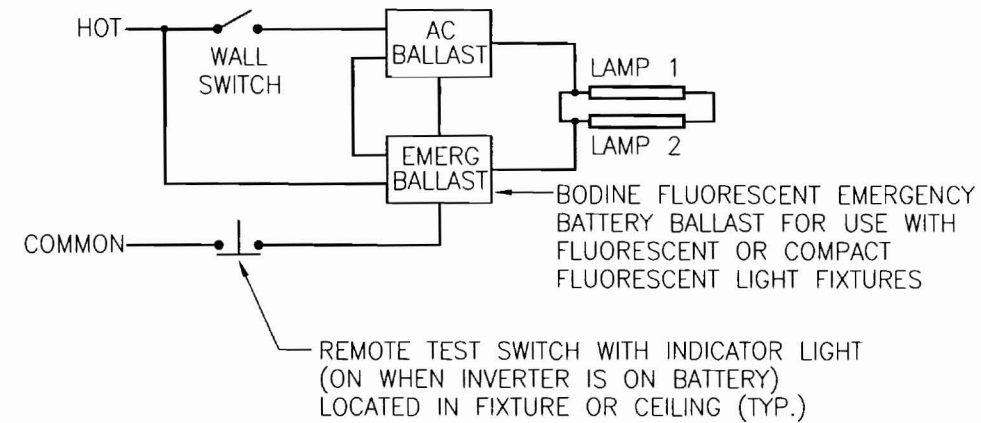 HOT
WALL
SWITCH
AC
BALLAST
LAMP 1
LAMP 2
EMERG
BALLAST
BODINE FLUORESCENT EMERGENCY
BATTERY BALLAST FOR USE WITH
FLUORESCENT OR COMPACT
FLUORESCENT LIGHT FIXTURES
COMMON
REMOTE TEST SWITCH WITH INDICATOR LIGHT
(ON WHEN INVERTER IS ON BATTERY)
LOCATED IN FIXTURE OR CEILING (TYP.)